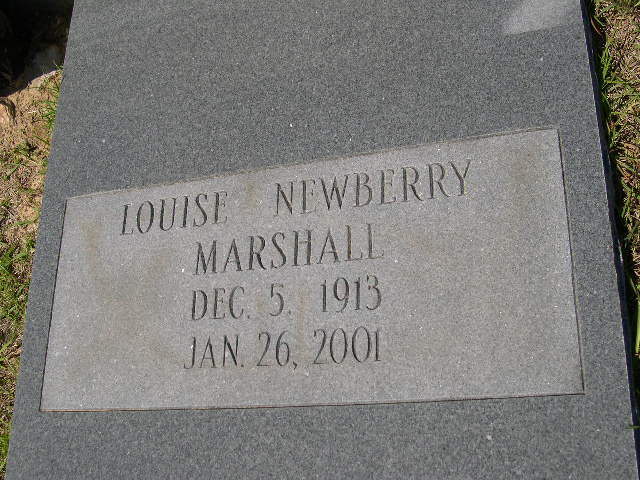 LOUISE NEWBERRY
MARSHALL
DEC. 5. 1913
JAN. 26, 2001